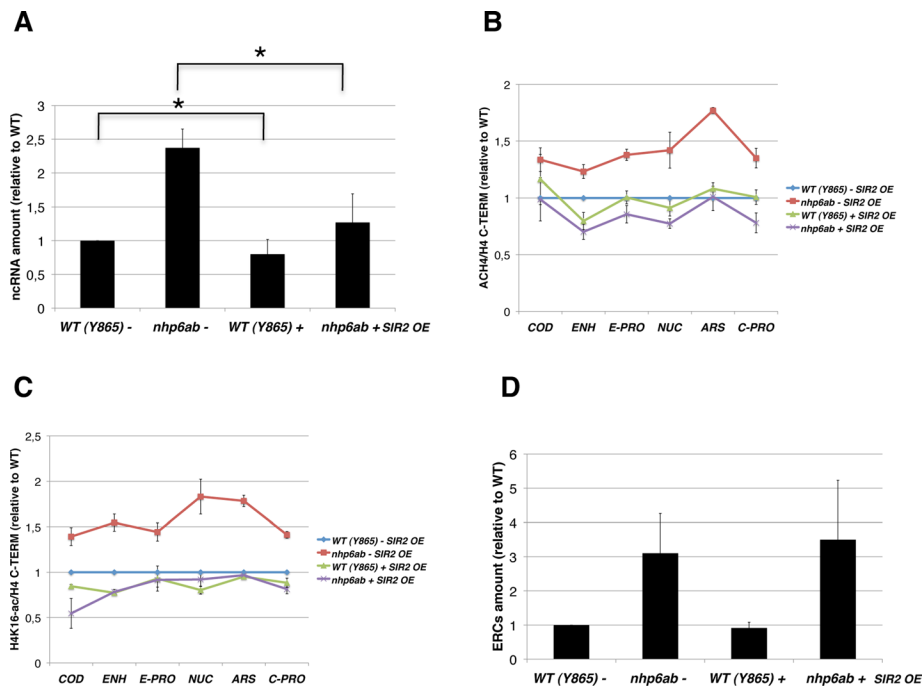 A
*
*
ncRNA amount (relative to WT)
3
2,5
2
1,5
1
0,5
0
WT (Y865) - nhp6ab - WT (Y865) + nhp6ab + SIR2 OE
B
ACH4/H4 C-TERM (relative to WT)
2
1,5
1
0,5
0
COD ENH E-PRO NUC ARS C-PRO
WT (Y865) - SIR2 OE
nhp6ab - SIR2 OE
WT (Y865) + SIR2 OE
nhp6ab + SIR2 OE
C
H4K16-ac/H4 C-TERM (relative to WT)
2,5
2
1,5
1
0,5
0
COD ENH E-PRO NUC ARS C-PRO
WT (Y865) - SIR2 OE
nhp6ab - SIR2 OE
WT (Y865) + SIR2 OE
nhp6ab + SIR2 OE
D
ERCs amount (relative to WT)
6
5
4
3
2
1
0
WT (Y865) - nhp6ab - WT (Y865) + nhp6ab + SIR2 OE